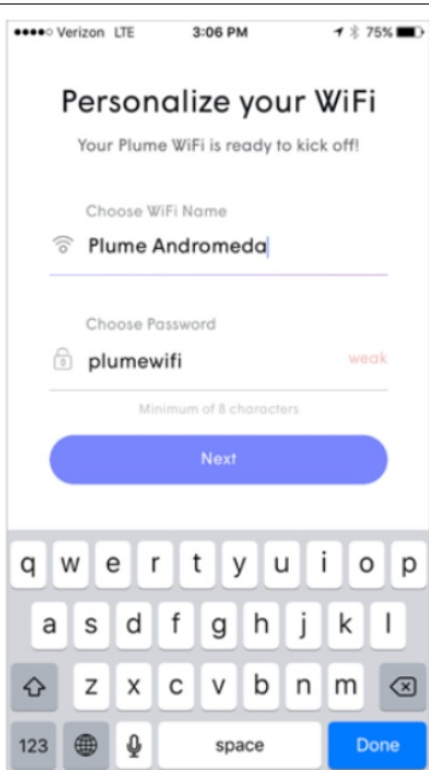 Verizon LTE 3:06 PM 75%
Personalize your WiFi
Your Plume WiFi is ready to kick off!
Choose WiFi Name
Plume Andromeda
Choose Password
plumewifi weak
Minimum of 8 characters
Next
q w e r t y u i o p
a s d f g h j k l
z x c v b n m
123 space Done